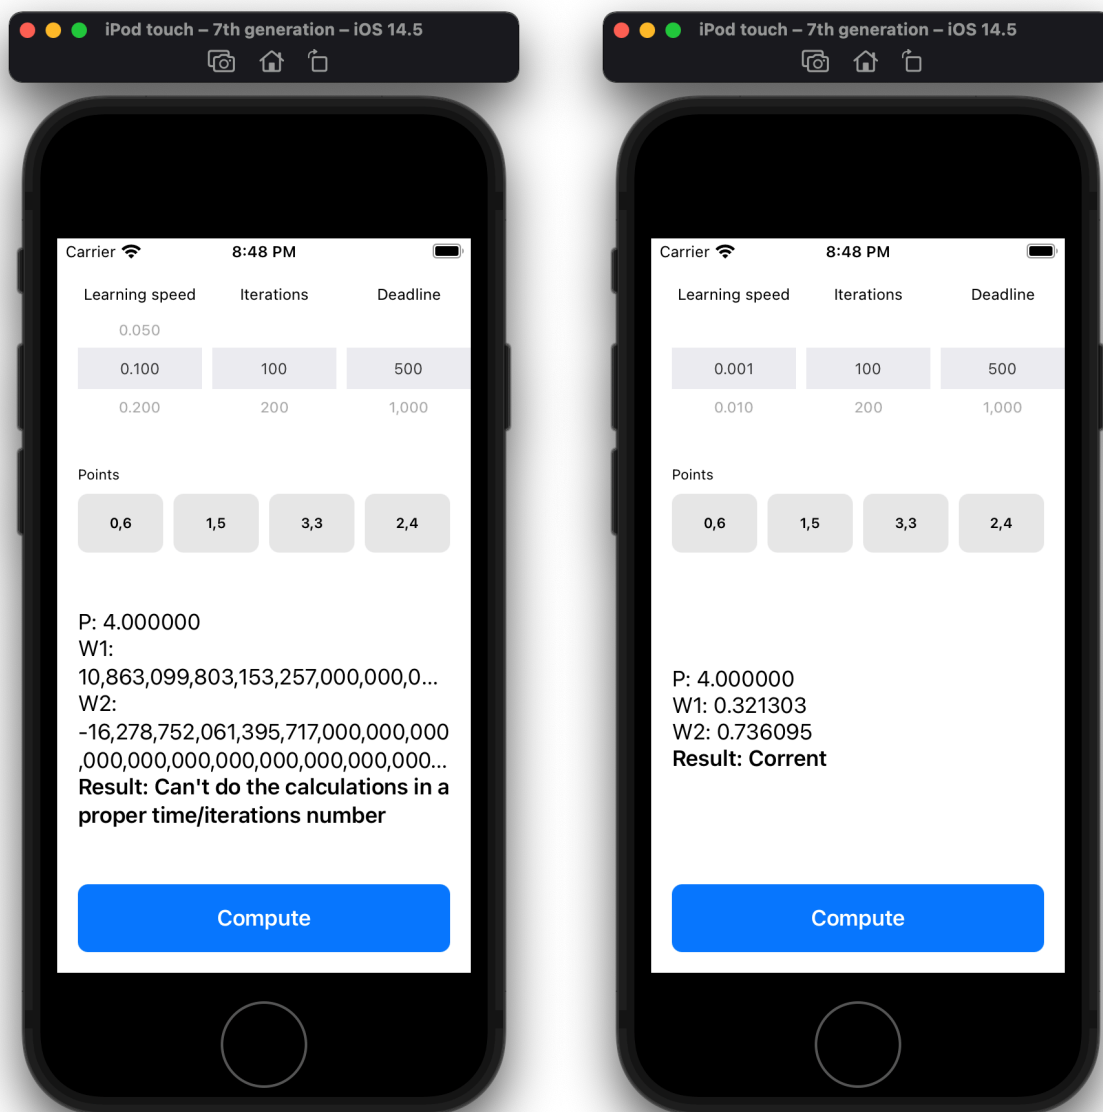 iPod touch – 7th generation – iOS 14.5
Carrier
8:48 PM
Learning speed Iterations Deadline
0.050
0.100 100 500
0.200 200 1,000
Points
0,6 1,5 3,3 2,4
P: 4.000000
W1:
10,863,099,803,153,257,000,000,0...
W2:
-16,278,752,061,395,717,000,000,000
,000,000,000,000,000,000,000,000...
Result: Can't do the calculations in a
proper time/iterations number
Compute
iPod touch – 7th generation – iOS 14.5
Carrier
8:48 PM
Learning speed Iterations Deadline
0.001 100 500
0.010 200 1,000
Points
0,6 1,5 3,3 2,4
P: 4.000000
W1: 0.321303
W2: 0.736095
Result: Corrent
Compute